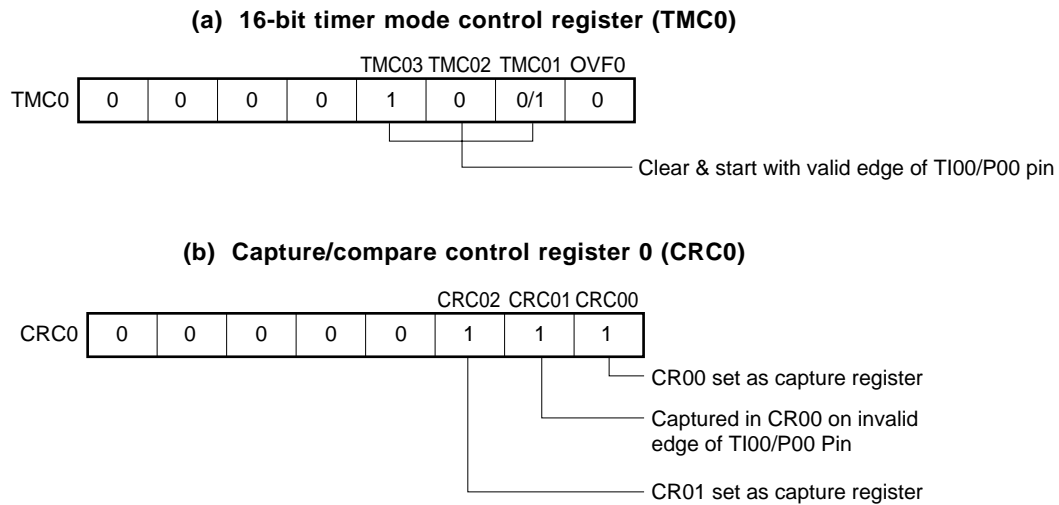 (a) 16-bit timer mode control register (TMC0)
TMC03 TMC02 TMC01 OVF0
TMC0 0 0 0 0 1 0 0/1 0
Clear & start with valid edge of TI00/P00 pin
(b) Capture/compare control register 0 (CRC0)
CRC02 CRC01 CRC00
CRC0 0 0 0 0 0 1 1 1
CR00 set as capture register
Captured in CR00 on invalid
edge of TI00/P00 Pin
CR01 set as capture register